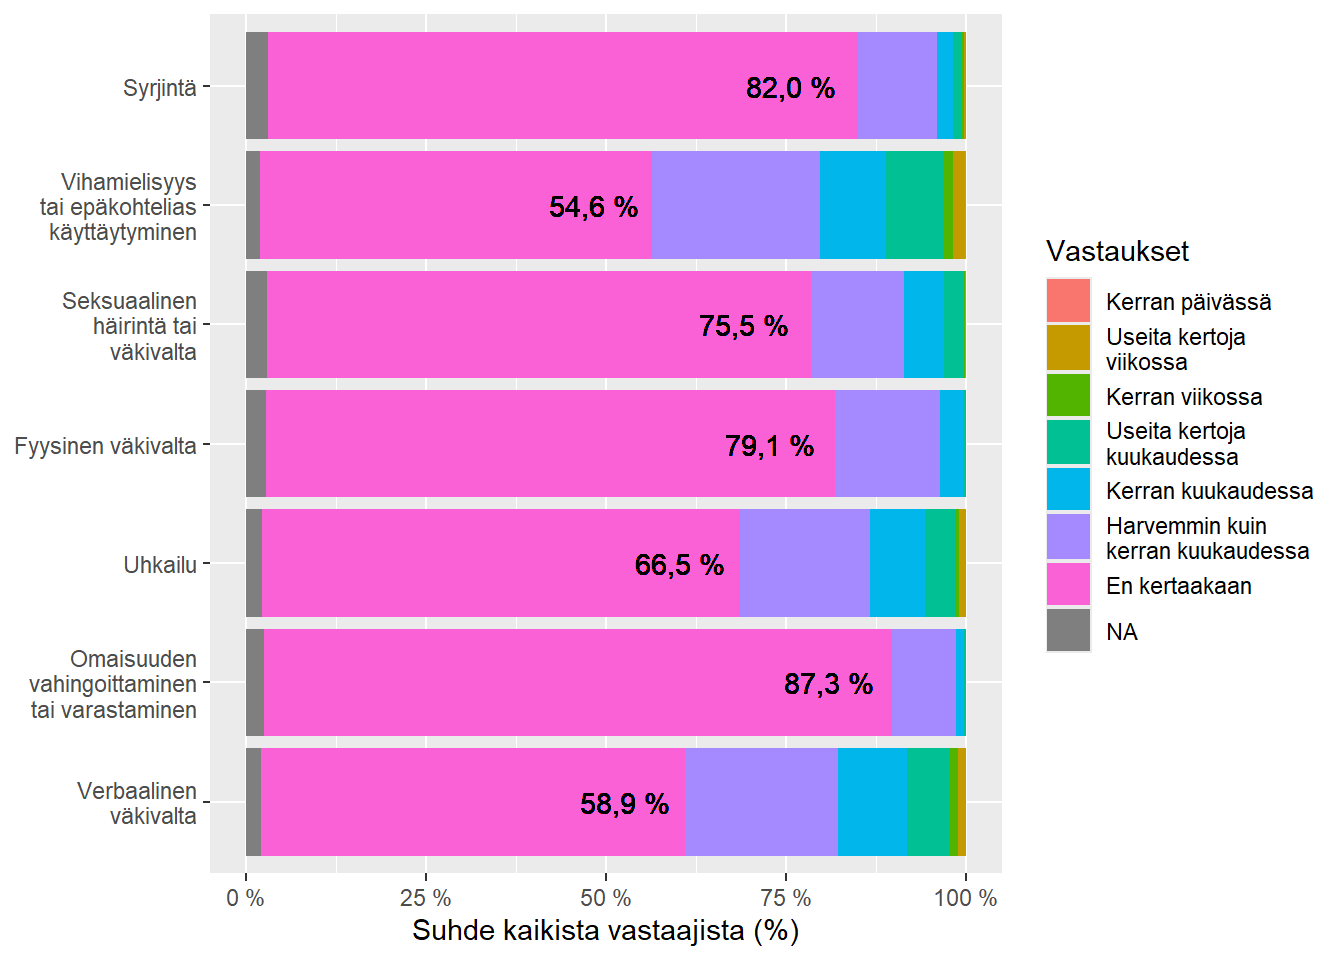 Syrjintä
82,0 %
Vihamielisyys
tai epäkohtelias
käyttäytyminen
54,6 %
Seksuaalinen
häirintä tai
väkivalta
75,5 %
Fyysinen väkivalta
79,1 %
Uhkailu
66,5 %
Omaisuuden
vahingoittaminen
tai varastaminen
87,3 %
Verbaalinen
väkivalta
58,9 %
0 %
25 %
50 %
75 %
100 %
Suhde kaikista vastaajista (%)
Vastaukset
Kerran päivässä
Useita kertoja
viikossa
Kerran viikossa
Useita kertoja
kuukaudessa
Kerran kuukaudessa
Harvemmin kuin
kerran kuukaudessa
En kertaakaan
NA